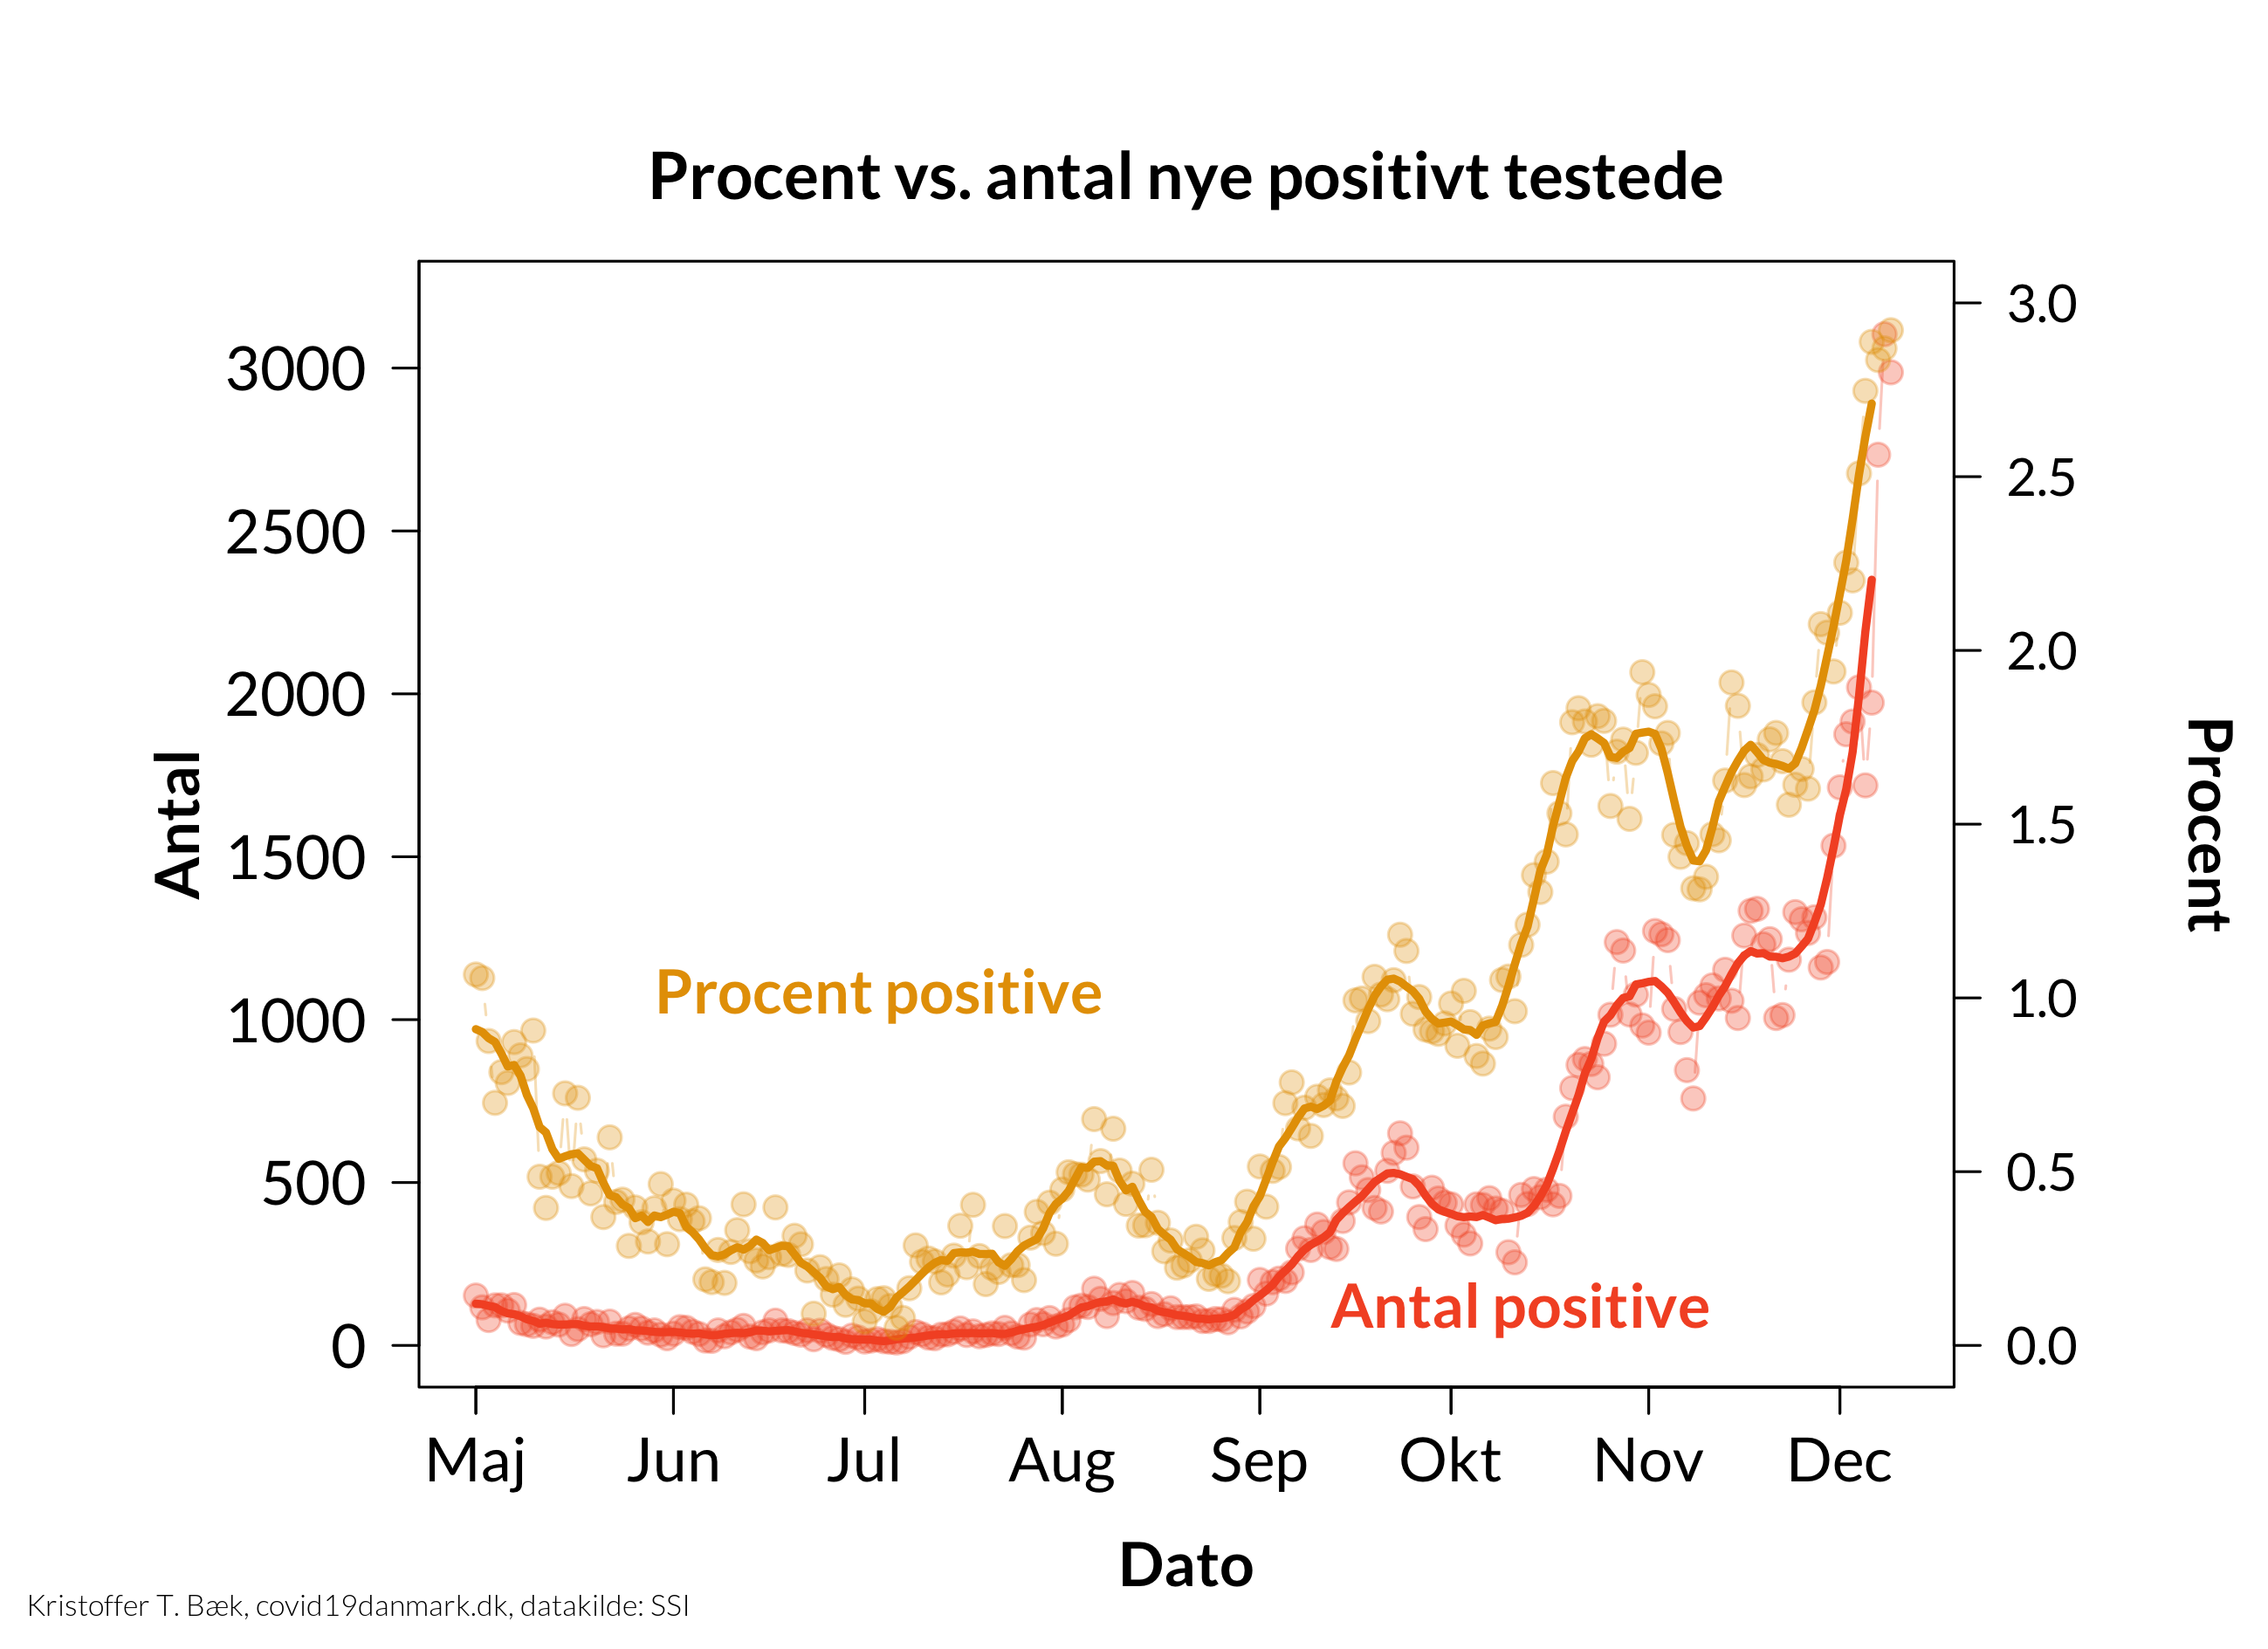 Procent vs. antal nye positivt testede
3000
2500
2000
1500
1000
500
0
Antal
3.0
2.5
2.0
1.5
1.0
0.5
0.0
Procent
Procent positive
Antal positive
Maj Jun Jul Aug Sep Okt Nov Dec
Dato
Kristoffer T. Bæk, covid19danmark.dk, datakilde: SSI